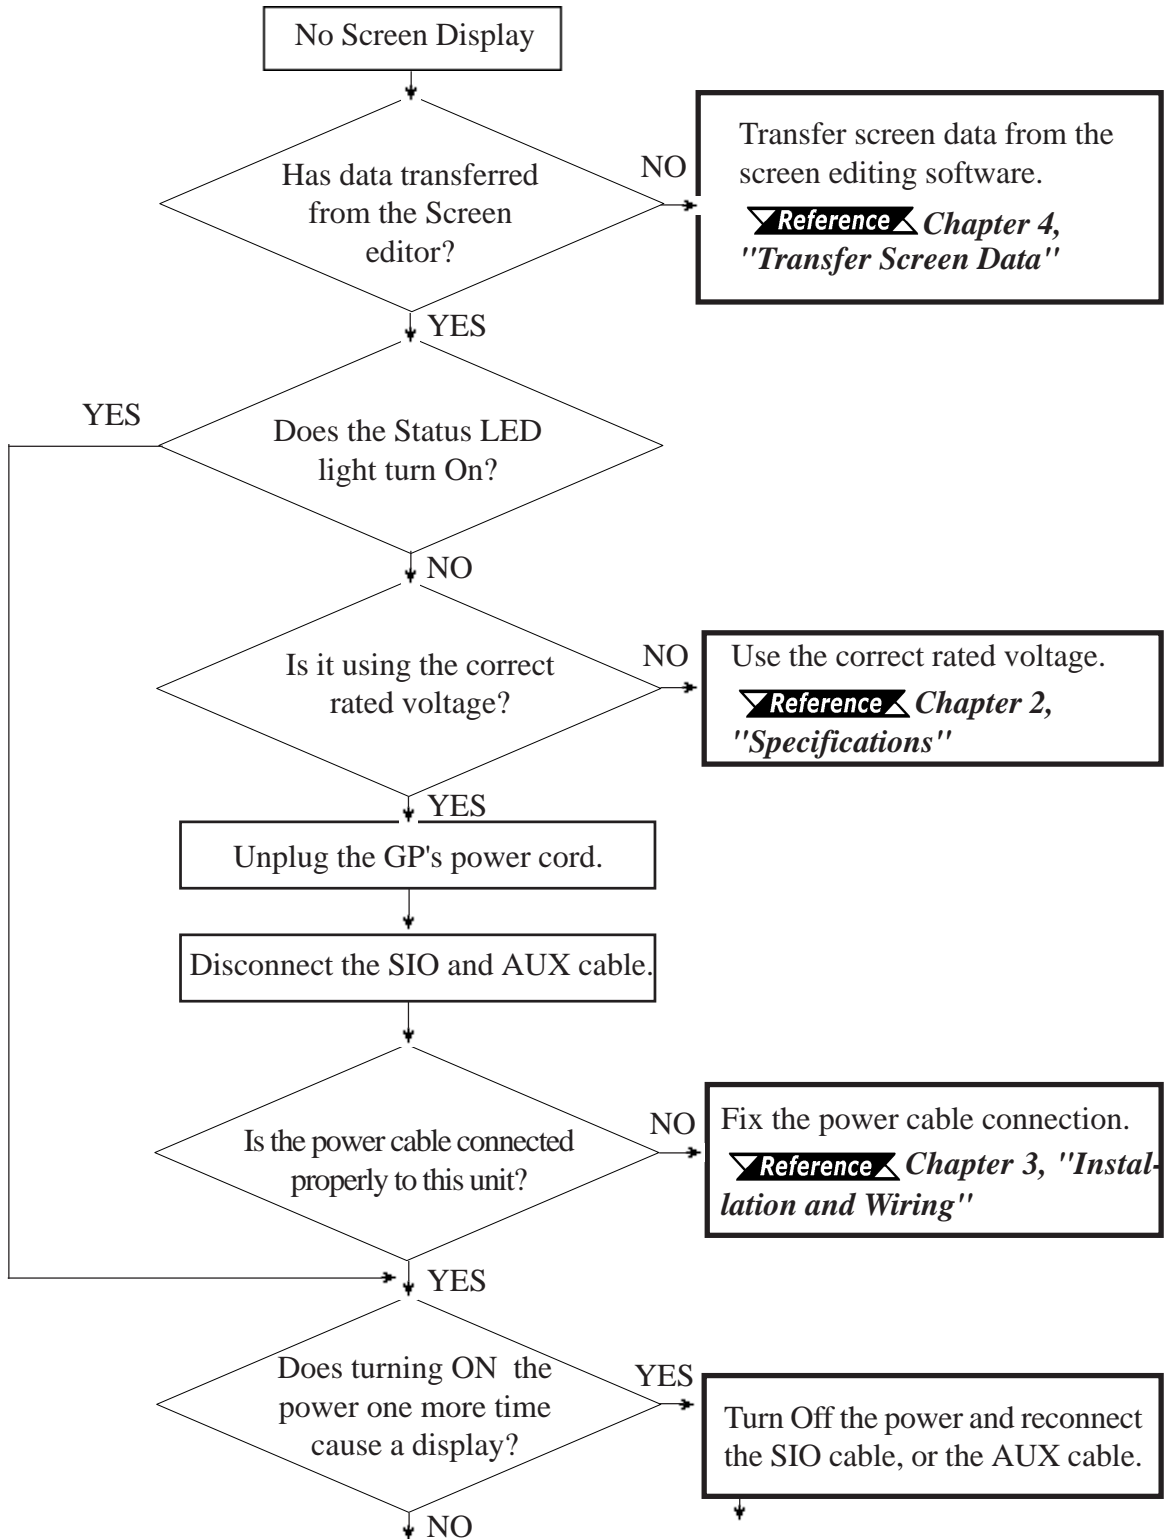 No Screen Display
Has data transferred
from the Screen
editor?
NO
Transfer screen data from the
screen editing software.
Reference Chapter 4,
"Transfer Screen Data"
YES
YES
Does the Status LED
light turn On?
NO
Is it using the correct
rated voltage?
NO
Use the correct rated voltage.
Reference Chapter 2,
"Specifications"
YES
Unplug the GP's power cord.
Disconnect the SIO and AUX cable.
Is the power cable connected
properly to this unit?
NO
Fix the power cable connection.
Reference Chapter 3, "Instal-
lation and Wiring"
YES
Does turning ON the
power one more time
cause a display?
YES
Turn Off the power and reconnect
the SIO cable, or the AUX cable.
NO